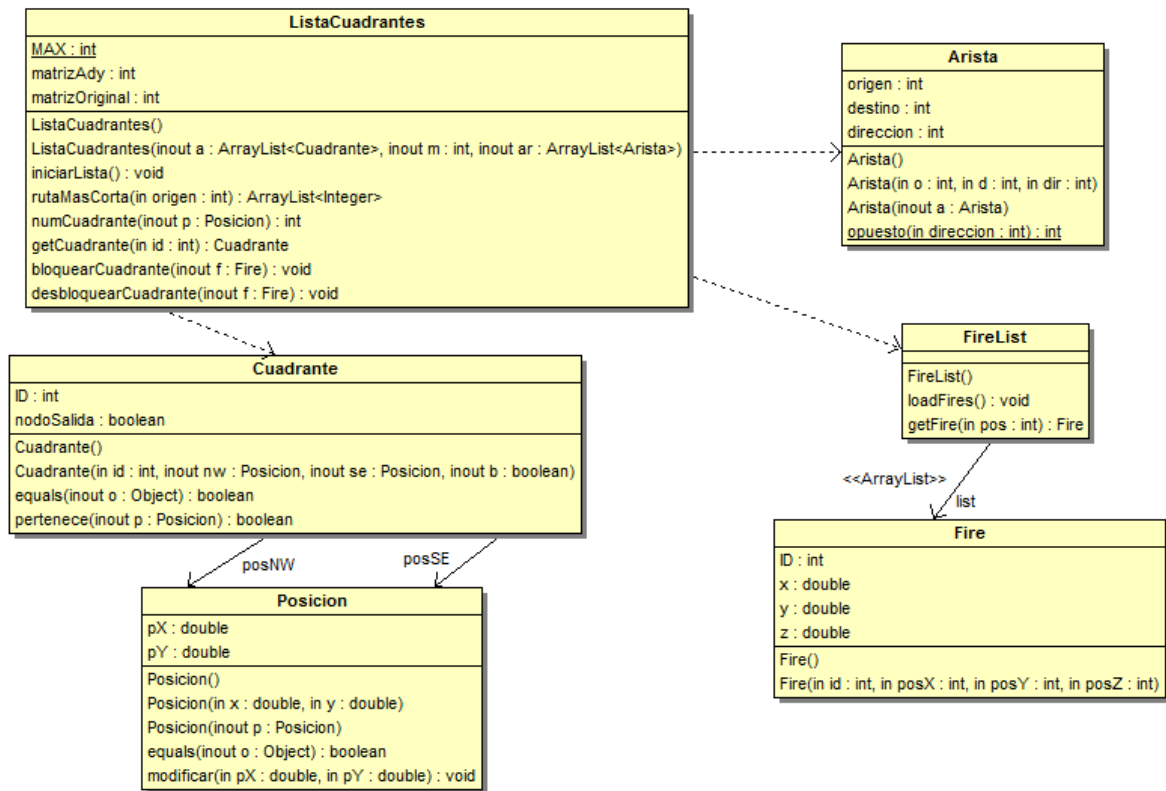 ListaCuadrantes
MAX : int
matrizAdy : int
matrizOriginal : int
ListaCuadrantes()
ListaCuadrantes(inout a : ArrayList<Cuadrante>, inout m : int, inout ar : ArrayList<Arista>)
iniciarLista() : void
rutaMasCorta(in origen : int) : ArrayList<Integer>
numCuadrante(inout p : Posicion) : int
getCuadrante(in id : int) : Cuadrante
bloquearCuadrante(inout f : Fire) : void
desbloquearCuadrante(inout f : Fire) : void
Arista
origen : int
destino : int
direccion : int
Arista()
Arista(in o : int, in d : int, in dir : int)
Arista(inout a : Arista)
opuesto(in direccion : int) : int
FireList
FireList()
loadFires() : void
getFire(in pos : int) : Fire
<<ArrayList>>
list
Cuadrante
ID : int
nodoSalida : boolean
Cuadrante()
Cuadrante(in id : int, inout nw : Posicion, inout se : Posicion, inout b : boolean)
equals(inout o : Object) : boolean
pertenece(inout p : Posicion) : boolean
posNW
posSE
Fire
ID : int
x : double
y : double
z : double
Fire()
Fire(in id : int, in posX : int, in posY : int, in posZ : int)
Posicion
pX : double
pY : double
Posicion()
Posicion(in x : double, in y : double)
Posicion(inout p : Posicion)
equals(inout o : Object) : boolean
modificar(in pX : double, in pY : double) : void